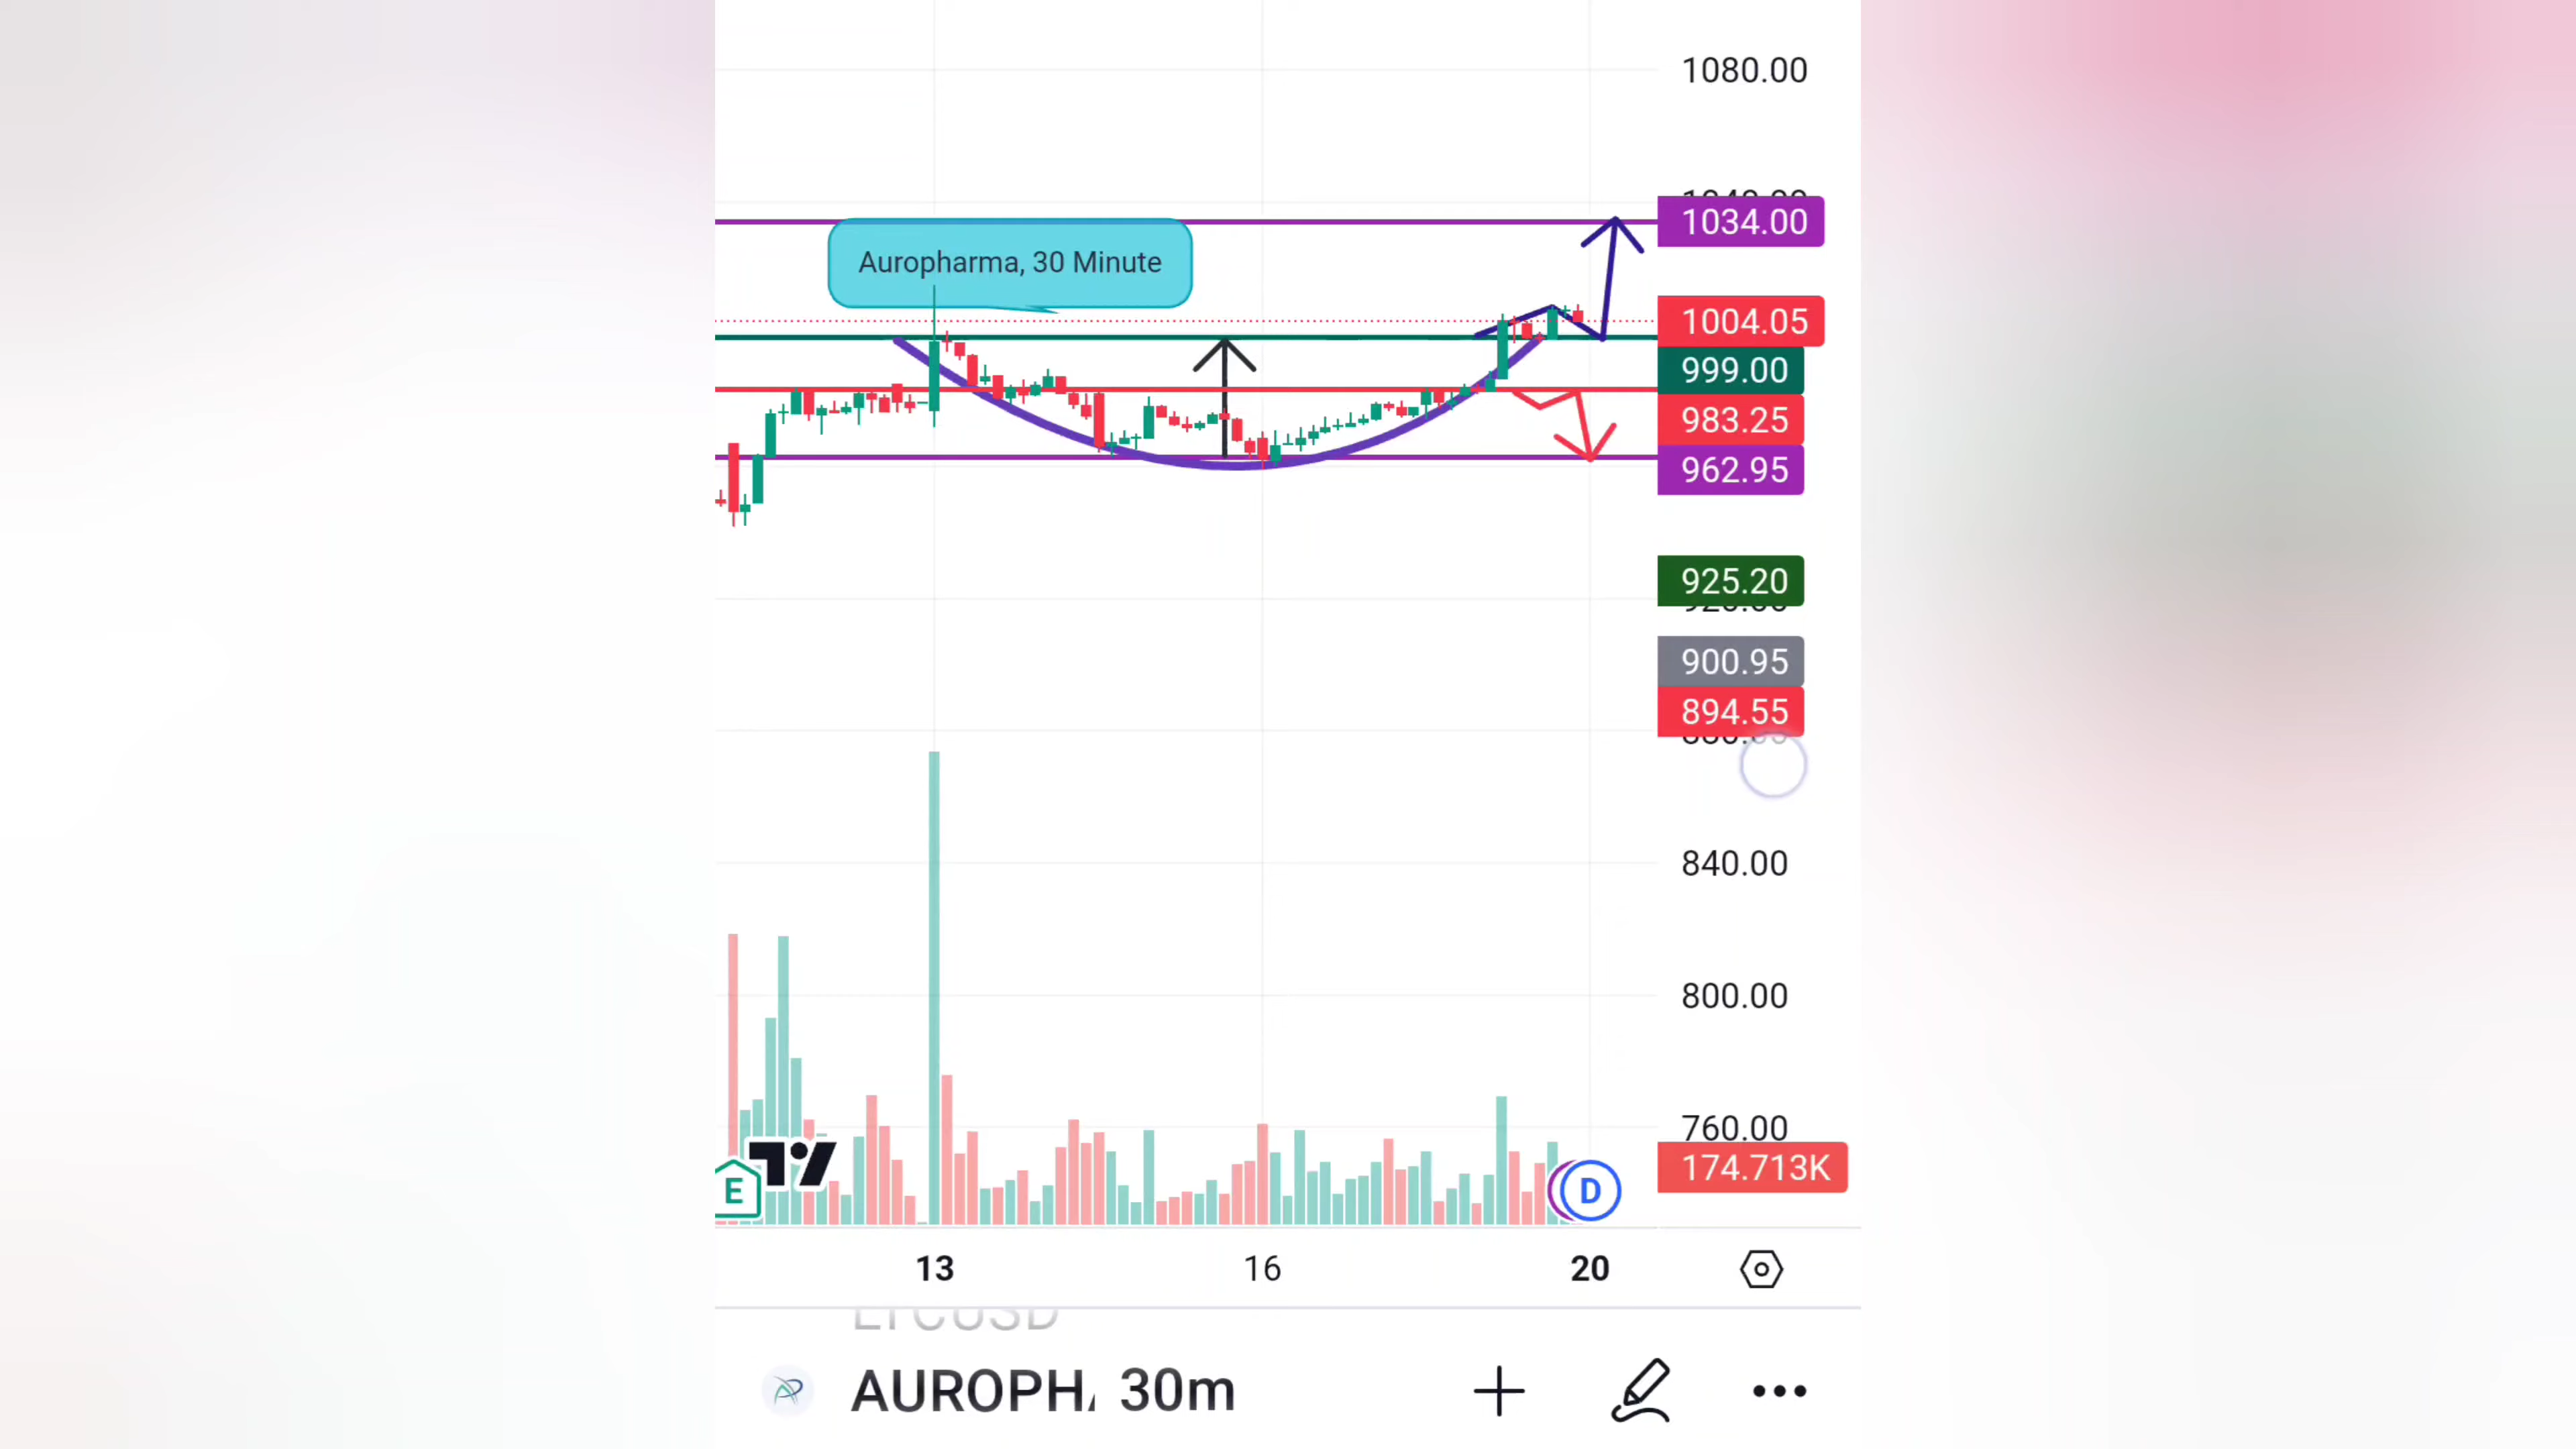 1080.00
1034.00
Auropharma, 30 Minute
1004.05
999.00
983.25
962.95
925.20
900.95
894.55
840.00
800.00
760.00
174.713K
E
D
13 16 20
LTCUSD
AUROPH 30m